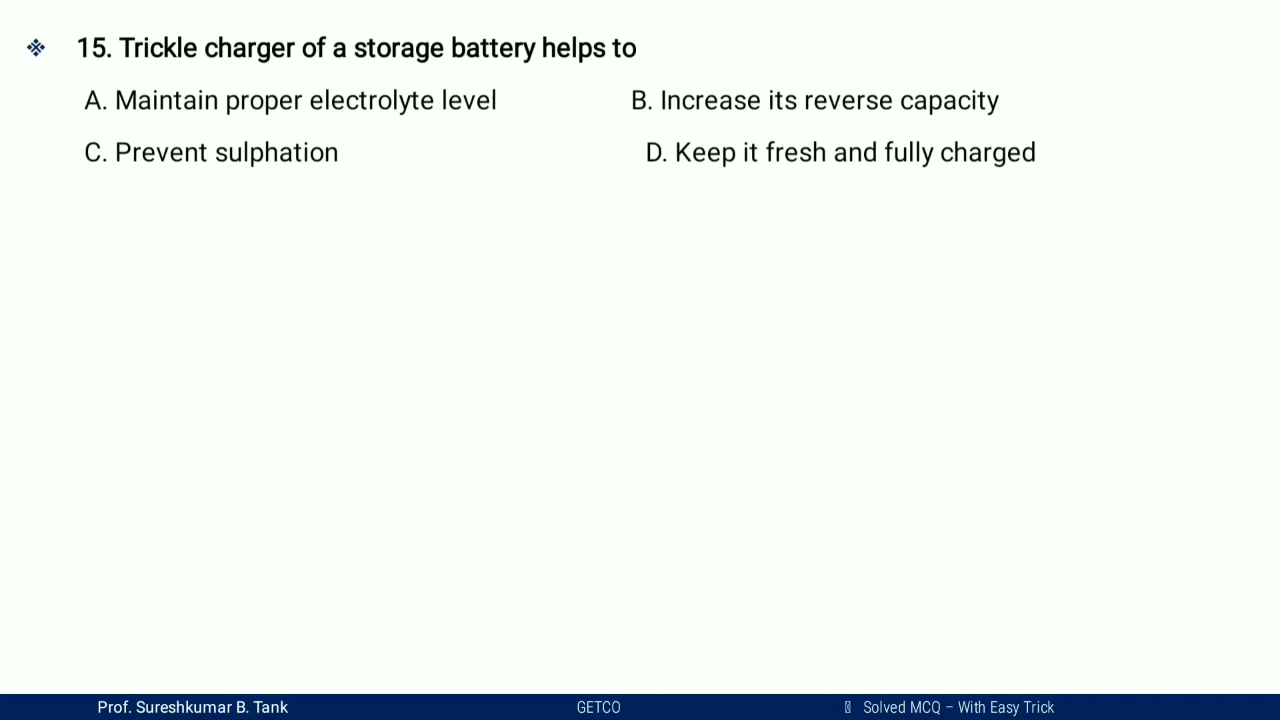 ❖ 15. Trickle charger of a storage battery helps to
A. Maintain proper electrolyte level B. Increase its reverse capacity
C. Prevent sulphation D. Keep it fresh and fully charged
Prof. Sureshkumar B. Tank GETCO Solved MCQ – With Easy Trick